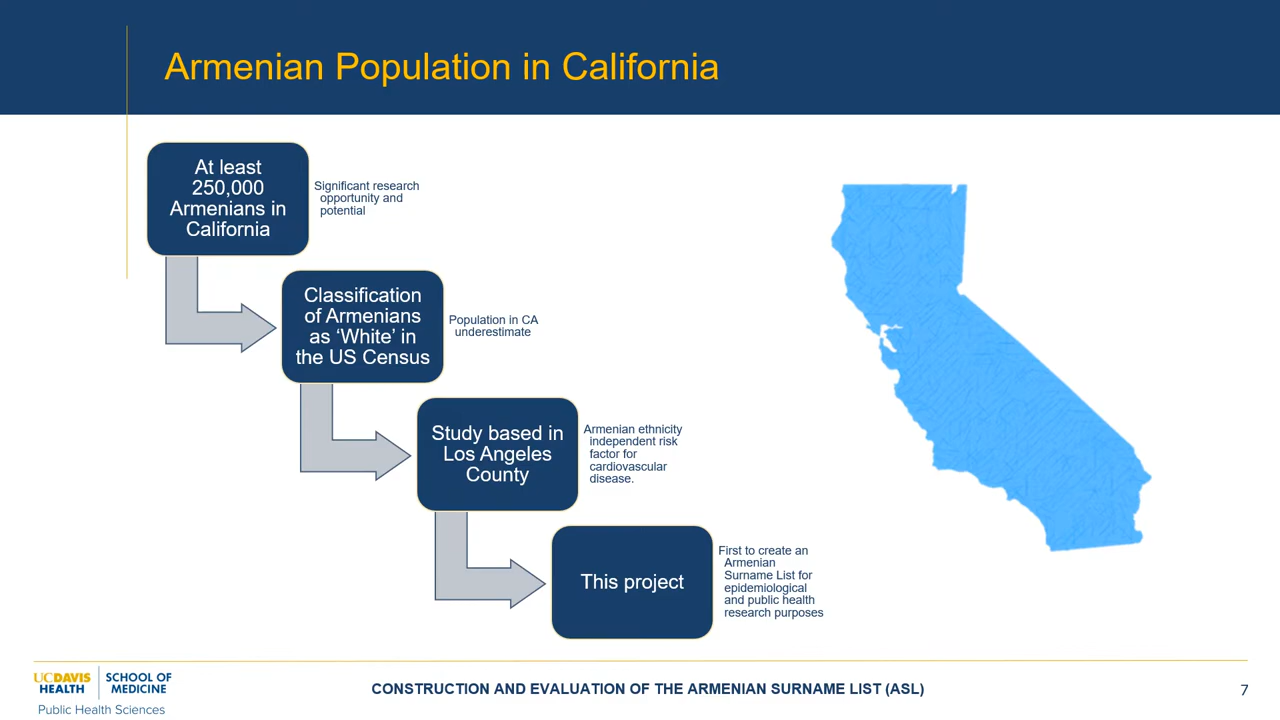 Armenian Population in California
At least
250,000
Armenians in
California
Significant research
opportunity and
potential
Classification
of Armenians
as ‘White’ in
the US Census
Population in CA
underestimate
Study based in
Los Angeles
County
Armenian ethnicity
independent risk
factor for
cardiovascular
disease.
This project
First to create an
Armenian
Surname List for
epidemiological
and public health
research purposes
UCDAVIS
HEALTH
SCHOOL OF
MEDICINE
Public Health Sciences
CONSTRUCTION AND EVALUATION OF THE ARMENIAN SURNAME LIST (ASL)
7